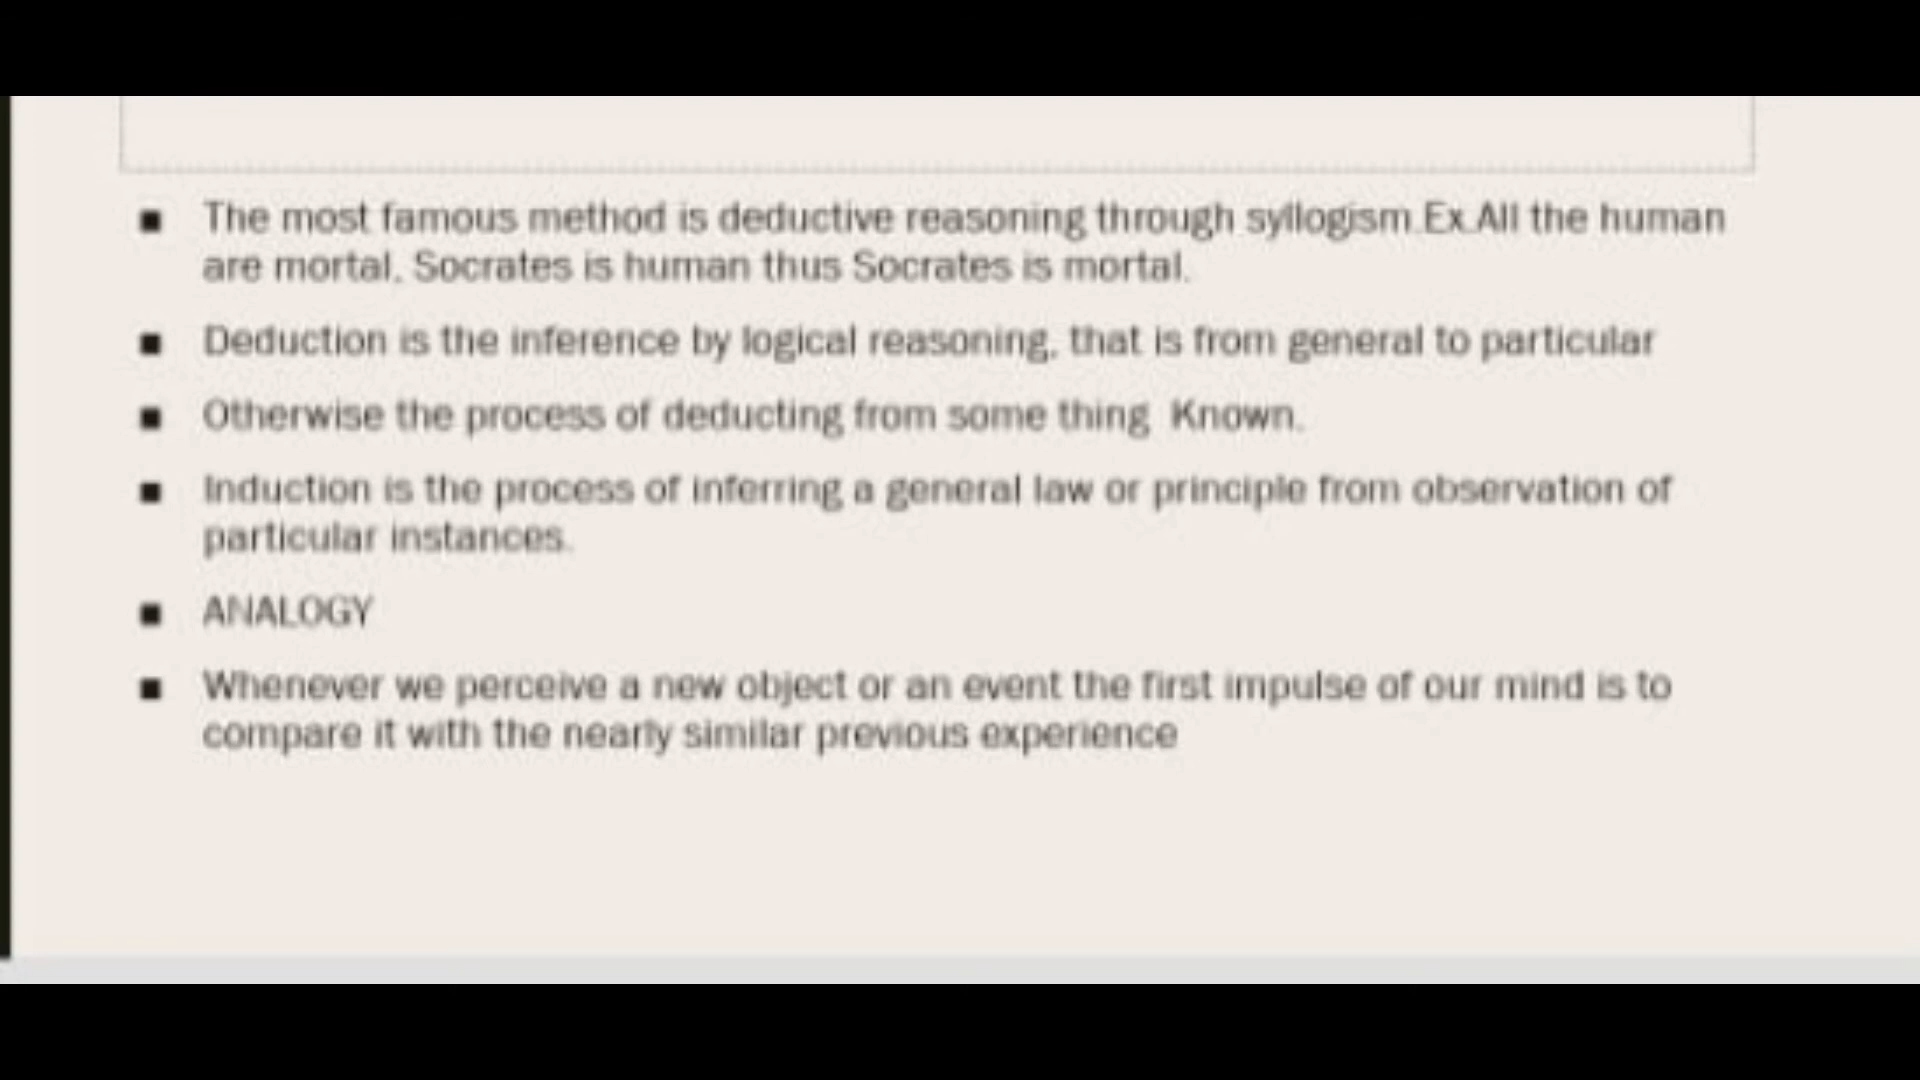 ■ The most famous method is deductive reasoning through syllogism.Ex.All the human
are mortal. Socrates is human thus Socrates is mortal.
■ Deduction is the inference by logical reasoning, that is from general to particular
■ Otherwise the process of deducting from some thing Known.
■ Induction is the process of inferring a general law or principle from observation of
particular instances.
■ ANALOGY
■ Whenever we perceive a new object or an event the first impulse of our mind is to
compare it with the nearly similar previous experience